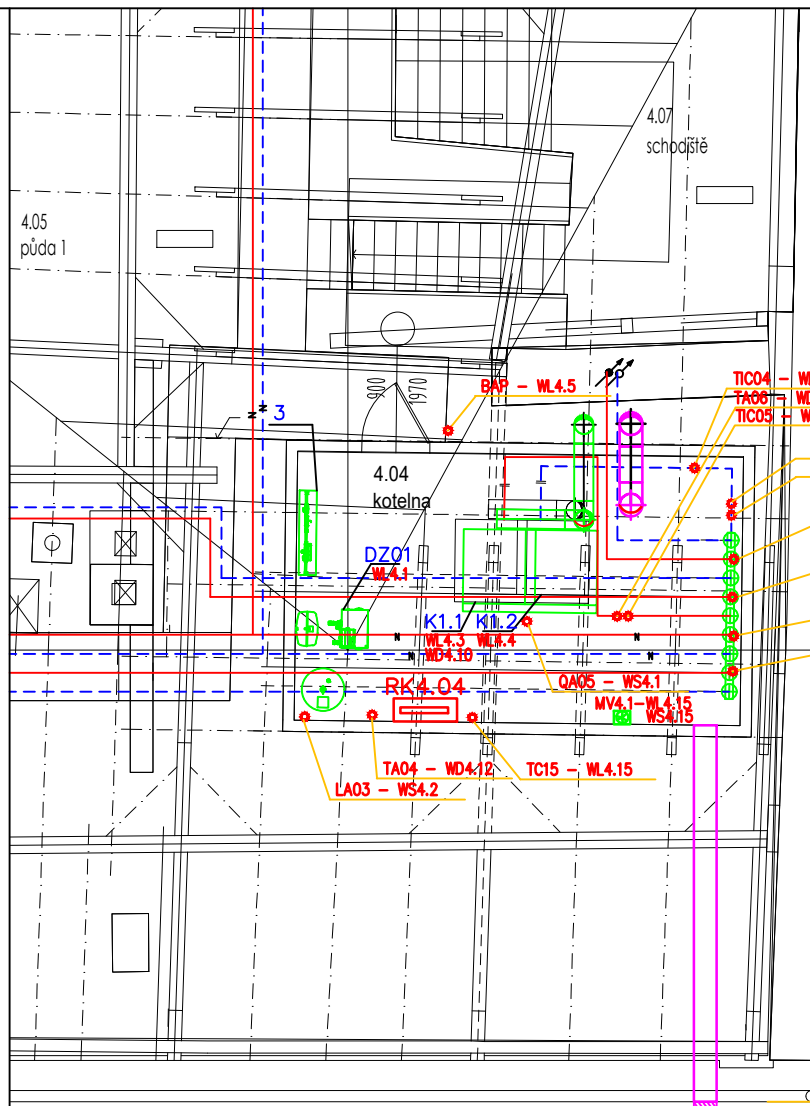 4.07
schodiště
4.05
půda 1
900
1970
BAP - WL4.5
TIC04 - W
TA06 - WD
TIC05 - W
3
4.04
kotelna
DZ01
WL4.1
K1.1
K1.2
WL4.3
WL4.4
WD4.10
QA05 - WS4.1
RK4.04
MV4.1-WL4.15
WS4.15
TA04 - WD4.12
TC15 - WL4.15
LA03 - WS4.2